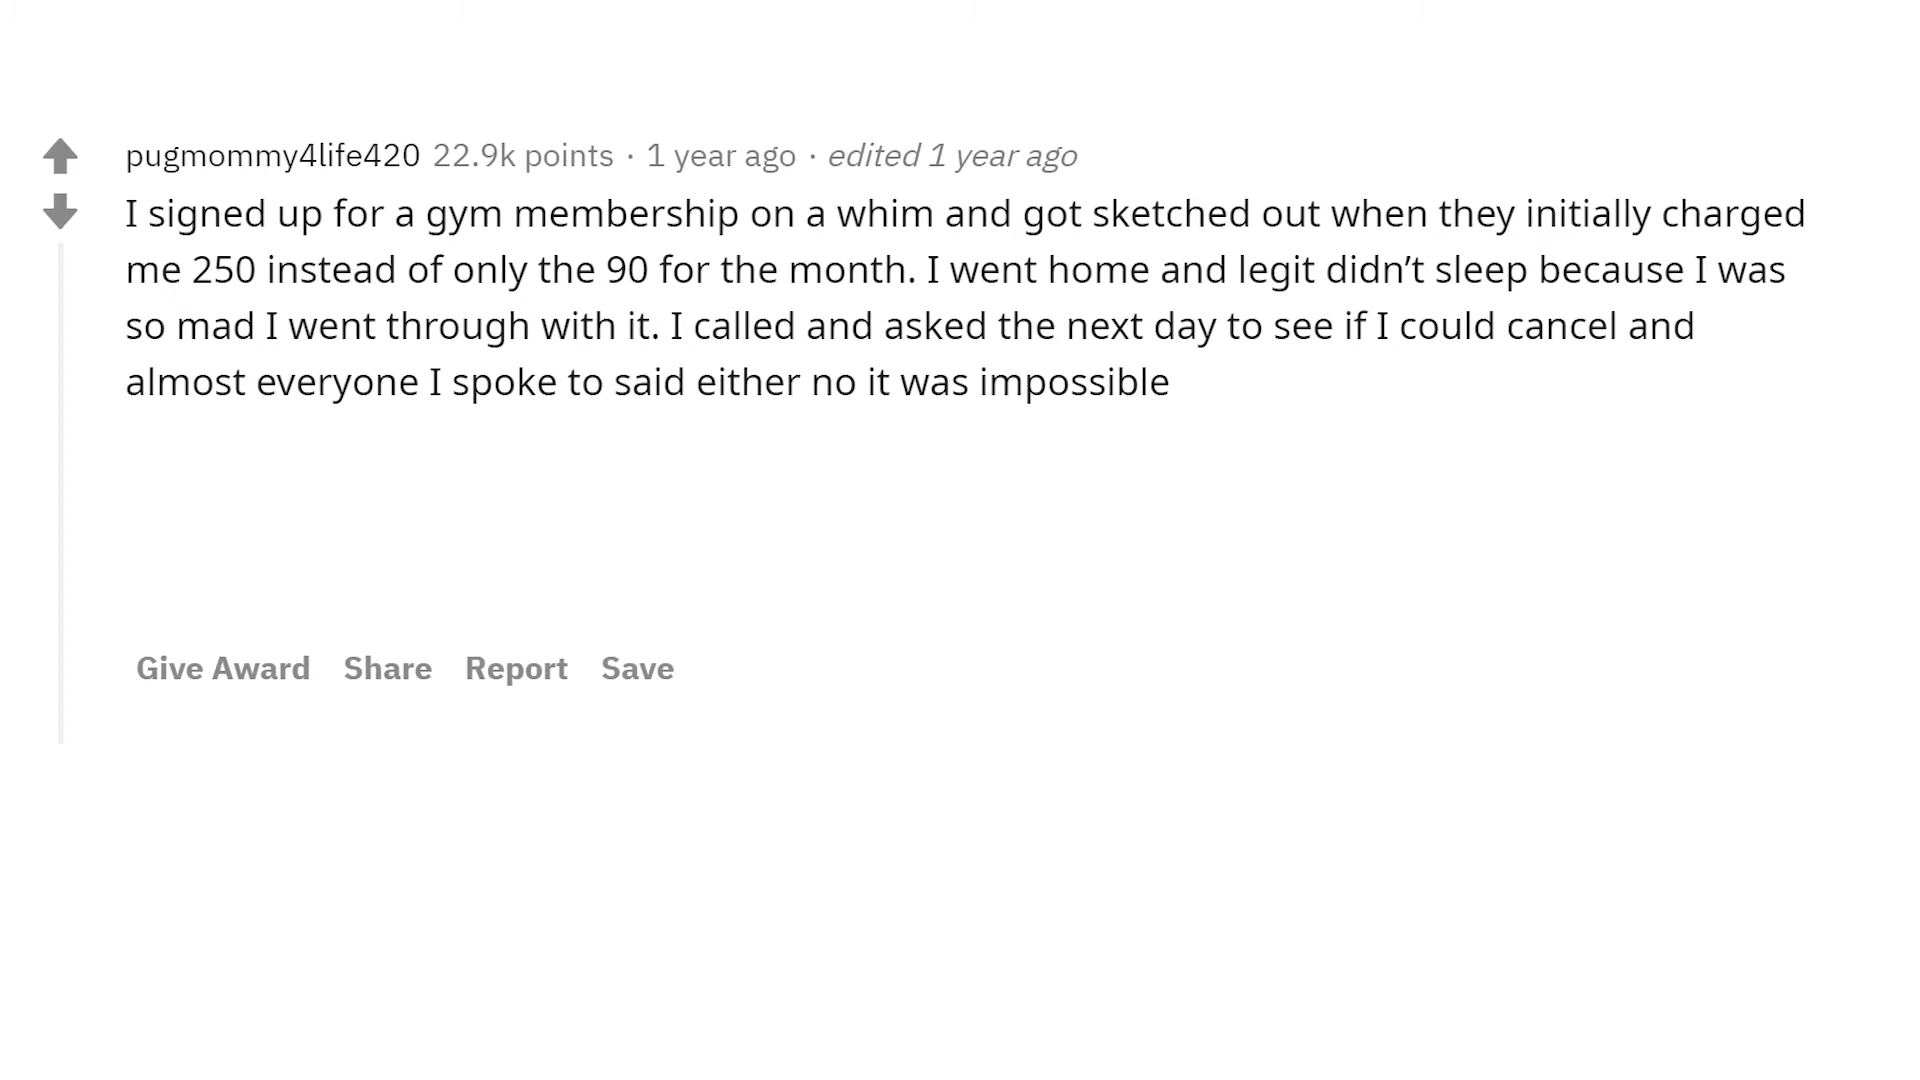 pugmommy4life420 22.9k points · 1 year ago · edited 1 year ago
I signed up for a gym membership on a whim and got sketched out when they initially charged
me 250 instead of only the 90 for the month. I went home and legit didn’t sleep because I was
so mad I went through with it. I called and asked the next day to see if I could cancel and
almost everyone I spoke to said either no it was impossible
Give Award Share Report Save